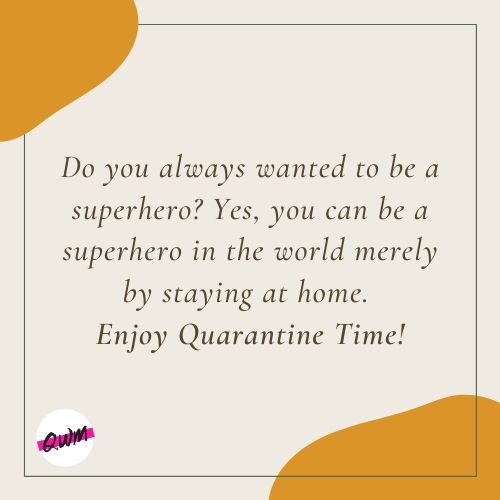 Do you always wanted to be a
superhero? Yes, you can be a
superhero in the world merely
by staying at home.
Enjoy Quarantine Time!
QWM